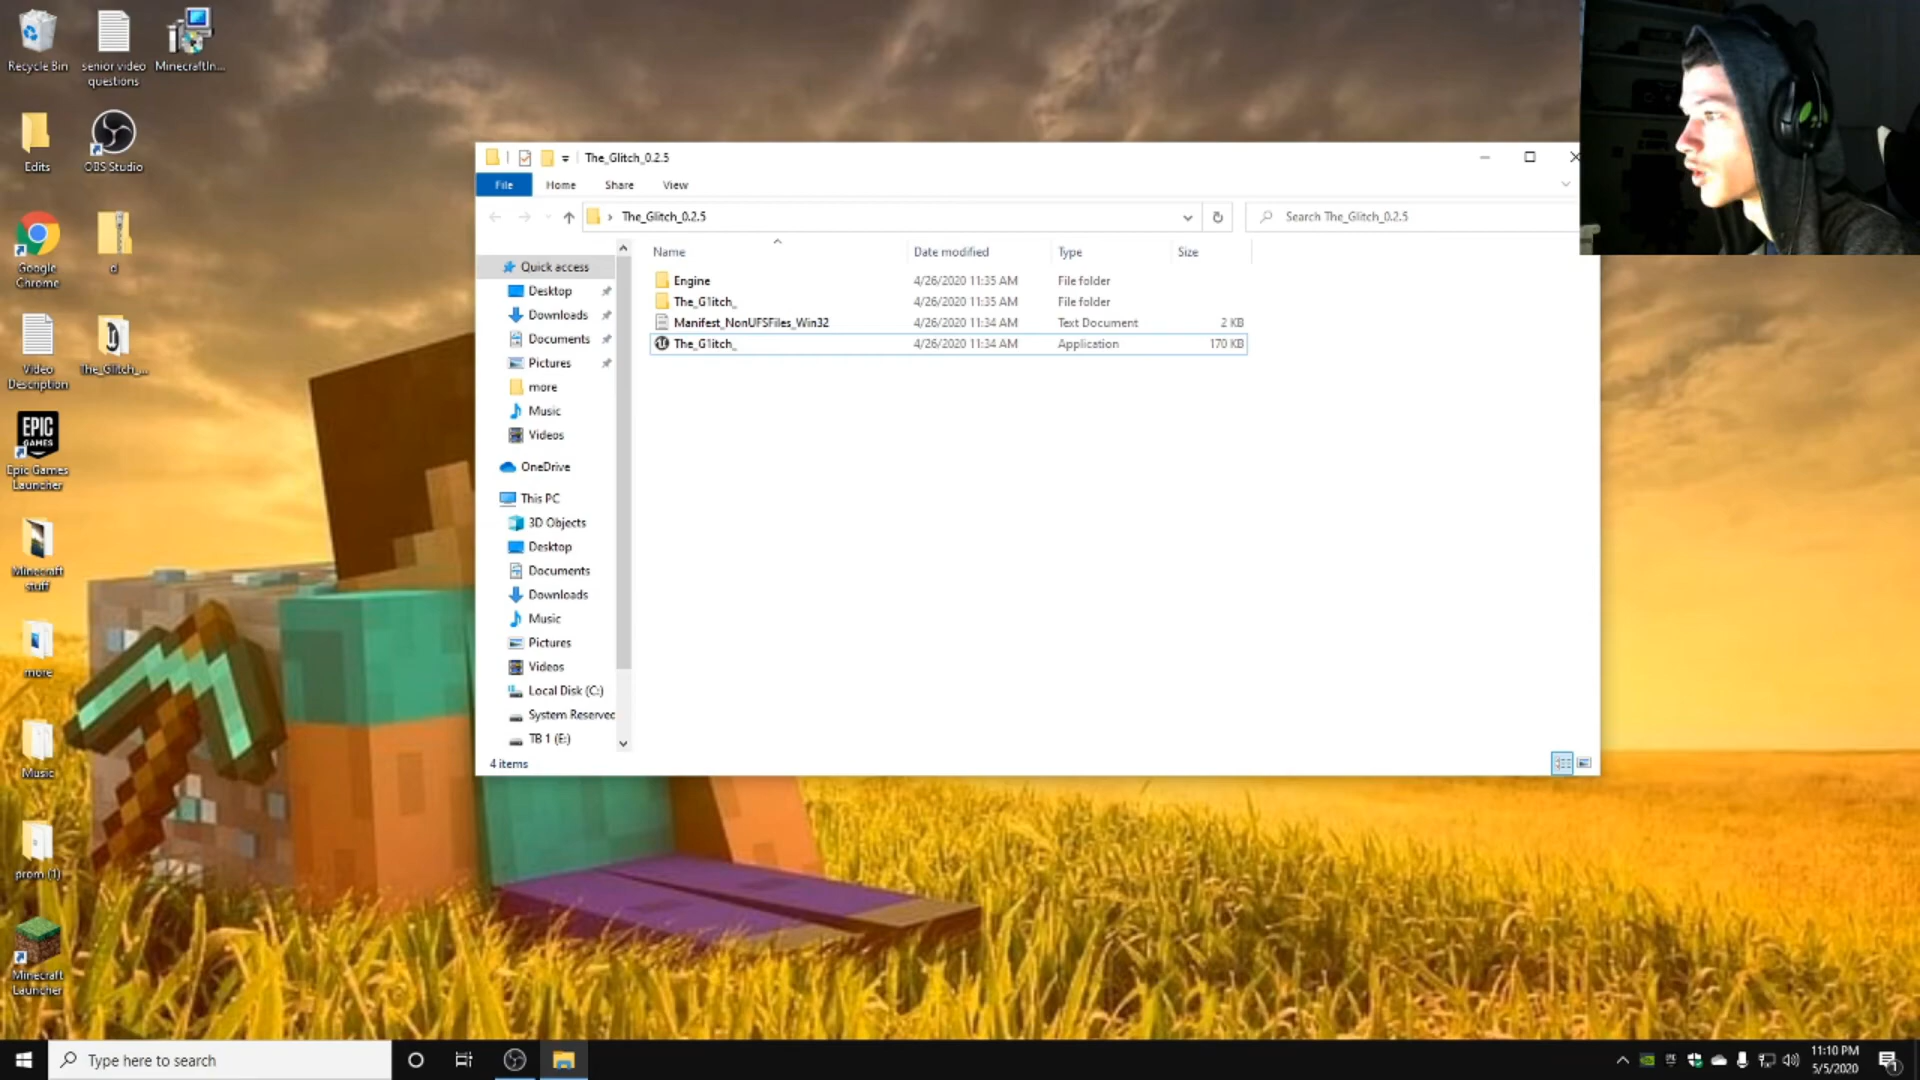 Recycle Bin
senior video
questions
MinecraftIn...
Edits
OBS Studio
Google
Chrome
cl
Video
Description
The_Glitch_...
EPIC
GAMES
Epic Games
Launcher
Minecraft
stuff
more
Music
prom (1)
Minecraft
Launcher
The_Glitch_0.2.5
File
Home
Share
View
The_Glitch_0.2.5
Search The_Glitch_0.2.5
Name
Date modified
Type
Size
Quick access
Desktop
Downloads
Documents
Pictures
more
Music
Videos
OneDrive
This PC
3D Objects
Desktop
Documents
Downloads
Music
Pictures
Videos
Local Disk (C:)
System Reserved
TB 1 (E:)
Engine 4/26/2020 11:35 AM File folder
The_G1itch_ 4/26/2020 11:35 AM File folder
Manifest_NonUFSFiles_Win32 4/26/2020 11:34 AM Text Document 2 KB
The_G1itch_ 4/26/2020 11:34 AM Application 170 KB
4 items
Type here to search
11:10 PM
5/5/2020
1